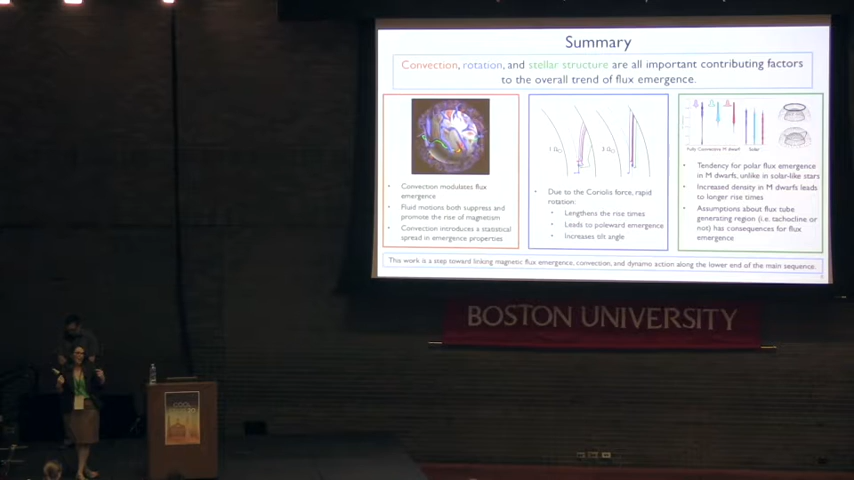 Summary
Convection, rotation, and stellar structure are all important contributing factors
to the overall trend of flux emergence.
1 Ω
3 Ω
Fully Convective M dwarf
Solar
• Convection modulates flux
emergence
• Fluid motions both suppress and
promote the rise of magnetism
• Convection introduces a statistical
spread in emergence properties
• Due to the Coriolis force, rapid
rotation:
• Lengthens the rise times
• Leads to poleward emergence
• Increases tilt angle
• Tendency for polar flux emergence
in M dwarfs, unlike in solar-like stars
• Increased density in M dwarfs leads
to longer rise times
• Assumptions about flux tube
generating region (i.e. tachocline or
not) has consequences for flux
emergence
This work is a step toward linking magnetic flux emergence, convection, and dynamo action along the lower end of the main sequence.
BOSTON UNIVERSITY